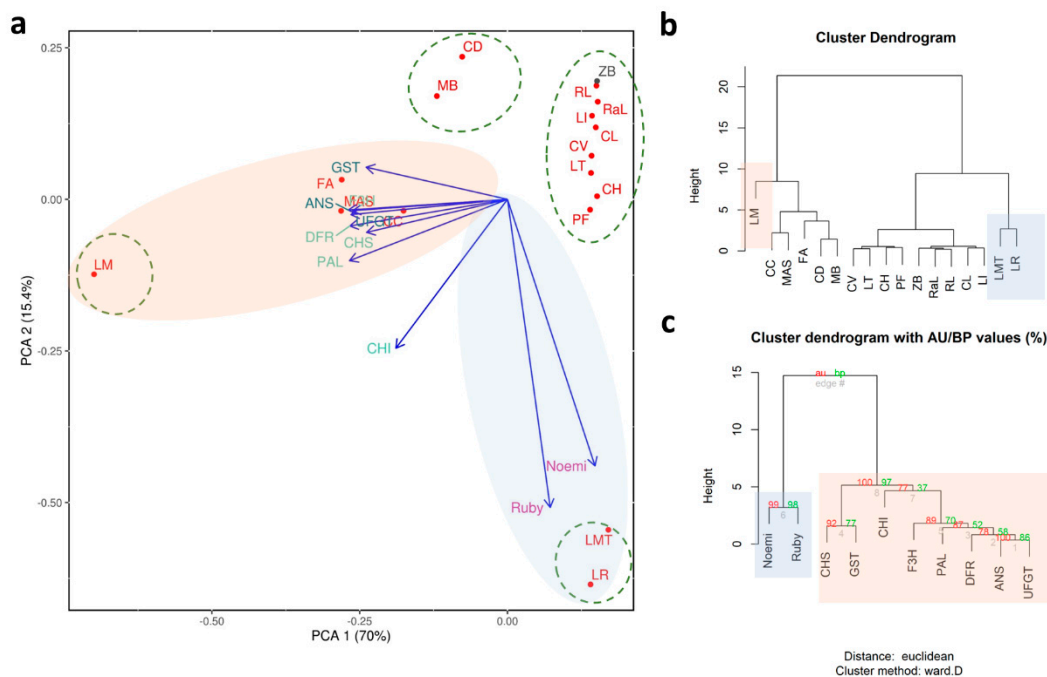 a
0.25
0.00
-0.25
-0.50
PCA 2 (15.4%)
-0.50
-0.25
0.00
PCA 1 (70%)
CD
MB
ZB
RL
RaL
LI
CL
CV
LT
CH
PF
GST
FA
MAS
F3H
ANS
UFGT
CC
DFR
CHS
PAL
LM
CHI
Noemi
Ruby
LMT
LR
b
Cluster Dendrogram
Height
20
15
10
5
0
LM
CC
MAS
FA
CD
MB
CV
LT
CH
PF
ZB
RaL
RL
CL
LI
LMT
LR
c
Cluster dendrogram with AU/BP values (%)
Height
15
10
5
0
au bp
edge #
100 97
8
77 37
7
99 98
6
92 77
4
89 70
87 52
3
78 58
2
100 86
1
Noemi
Ruby
CHS
GST
CHI
F3H
PAL
DFR
ANS
UFGT
Distance: euclidean
Cluster method: ward.D